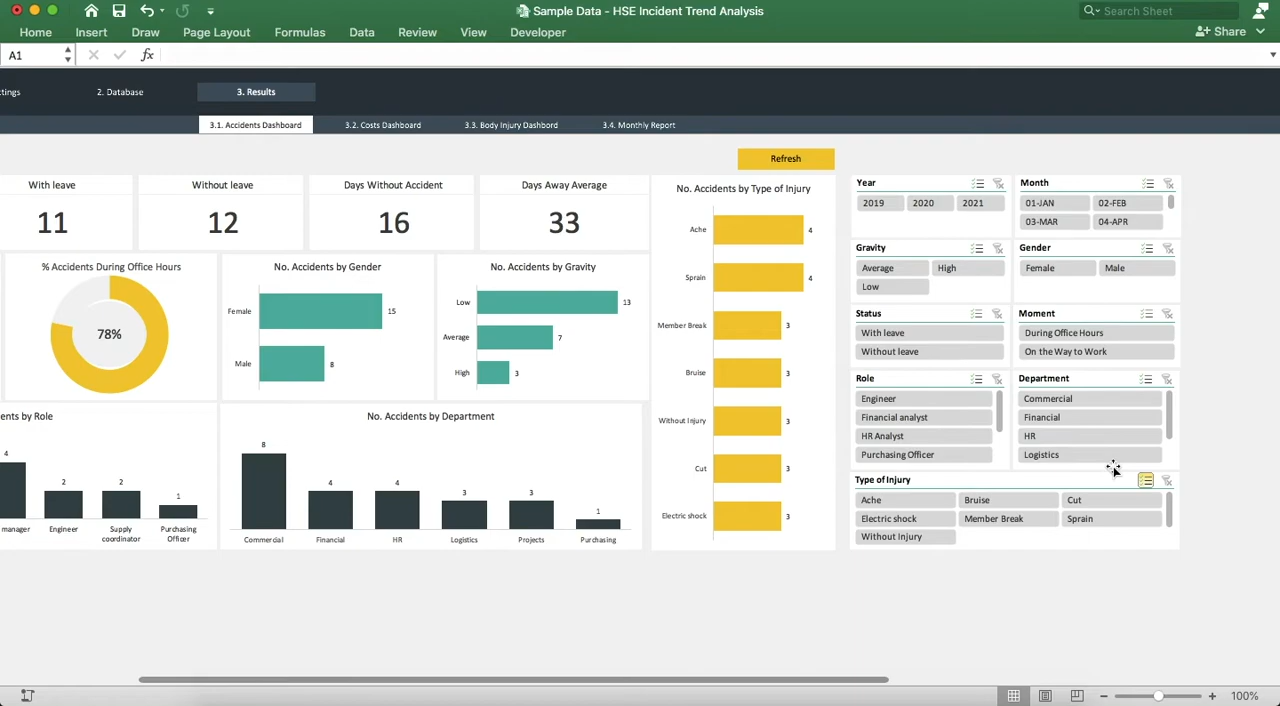 Sample Data - HSE Incident Trend Analysis
Search Sheet
Home Insert Draw Page Layout Formulas Data Review View Developer
Share
A1
fx
ttings
2. Database
3. Results
3.1. Accidents Dashboard
3.2. Costs Dashboard
3.3. Body Injury Dashbord
3.4. Monthly Report
Refresh
With leave
11
Without leave
12
Days Without Accident
16
Days Away Average
33
% Accidents During Office Hours
78%
No. Accidents by Gender
Female 15
Male 8
No. Accidents by Gravity
Low 13
Average 7
High 3
ents by Role
4 2 2 1
manager Engineer Supply coordinator Purchasing Officer
No. Accidents by Department
8 4 4 3 3 1
Commercial Financial HR Logistics Projects Purchasing
No. Accidents by Type of Injury
Ache 4
Sprain 4
Member Break 3
Bruise 3
Without Injury 3
Cut 3
Electric shock 3
Year
2019 2020 2021
Month
01-JAN 02-FEB
03-MAR 04-APR
Gravity
Average High
Low
Gender
Female Male
Status
With leave
Without leave
Moment
During Office Hours
On the Way to Work
Role
Engineer
Financial analyst
HR Analyst
Purchasing Officer
Department
Commercial
Financial
HR
Logistics
Type of Injury
Ache Bruise Cut
Electric shock Member Break Sprain
Without Injury
100%